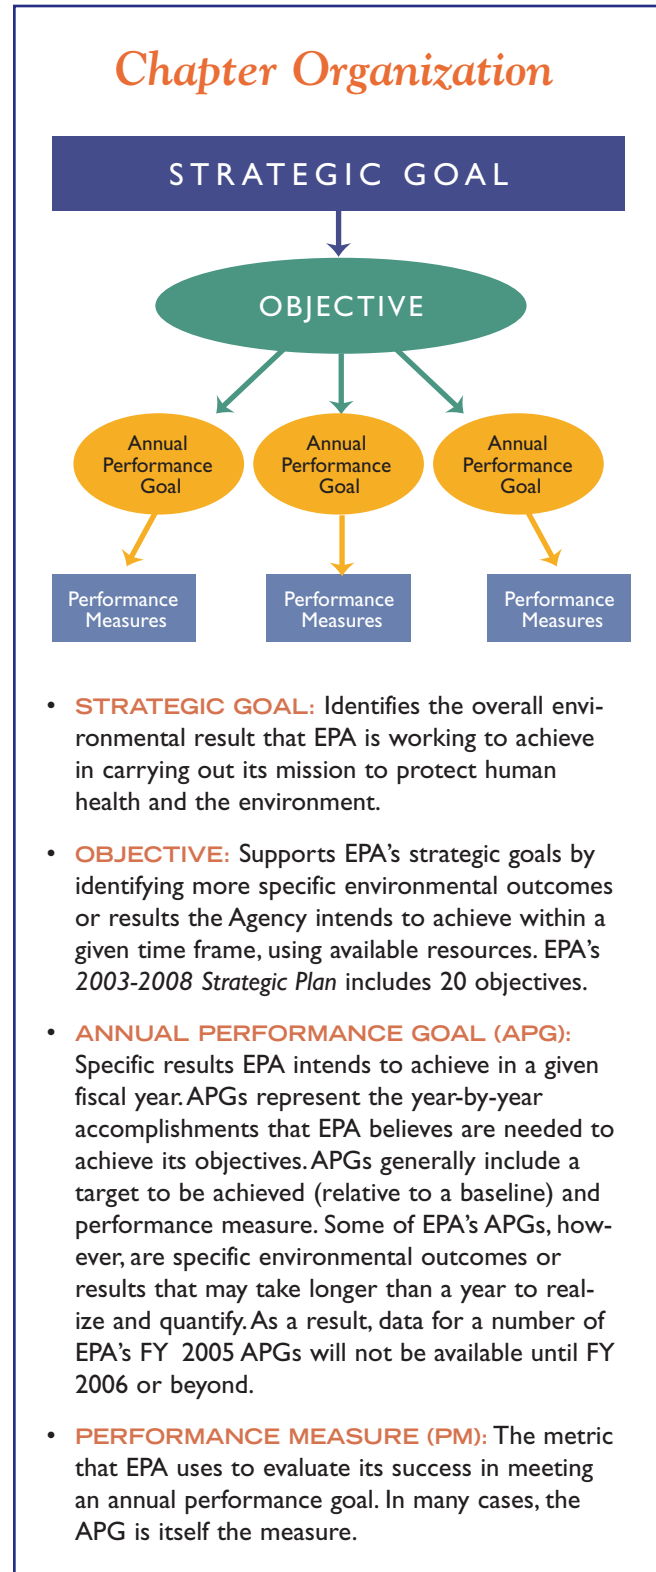 Chapter Organization
STRATEGIC GOAL
OBJECTIVE
Annual
Performance
Goal
Annual
Performance
Goal
Annual
Performance
Goal
Performance
Measures
Performance
Measures
Performance
Measures
• STRATEGIC GOAL: Identifies the overall envi-
ronmental result that EPA is working to achieve
in carrying out its mission to protect human
health and the environment.
• OBJECTIVE: Supports EPA's strategic goals by
identifying more specific environmental outcomes
or results the Agency intends to achieve within a
given time frame, using available resources. EPA's
2003-2008 Strategic Plan includes 20 objectives.
• ANNUAL PERFORMANCE GOAL (APG):
Specific results EPA intends to achieve in a given
fiscal year. APGs represent the year-by-year
accomplishments that EPA believes are needed to
achieve its objectives. APGs generally include a
target to be achieved (relative to a baseline) and
performance measure. Some of EPA's APGs, how-
ever, are specific environmental outcomes or
results that may take longer than a year to real-
ize and quantify. As a result, data for a number of
EPA's FY 2005 APGs will not be available until FY
2006 or beyond.
• PERFORMANCE MEASURE (PM): The metric
that EPA uses to evaluate its success in meeting
an annual performance goal. In many cases, the
APG is itself the measure.